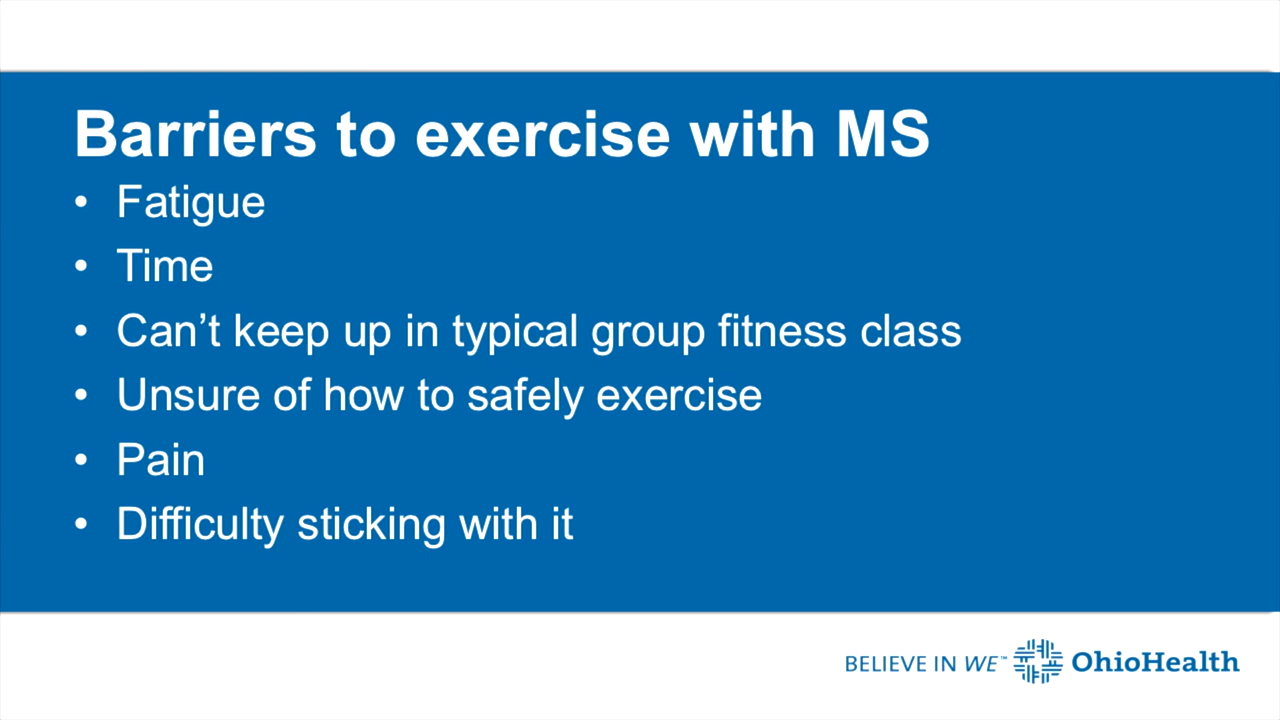 Barriers to exercise with MS
• Fatigue
• Time
• Can’t keep up in typical group fitness class
• Unsure of how to safely exercise
• Pain
• Difficulty sticking with it
BELIEVE IN WE™ OhioHealth